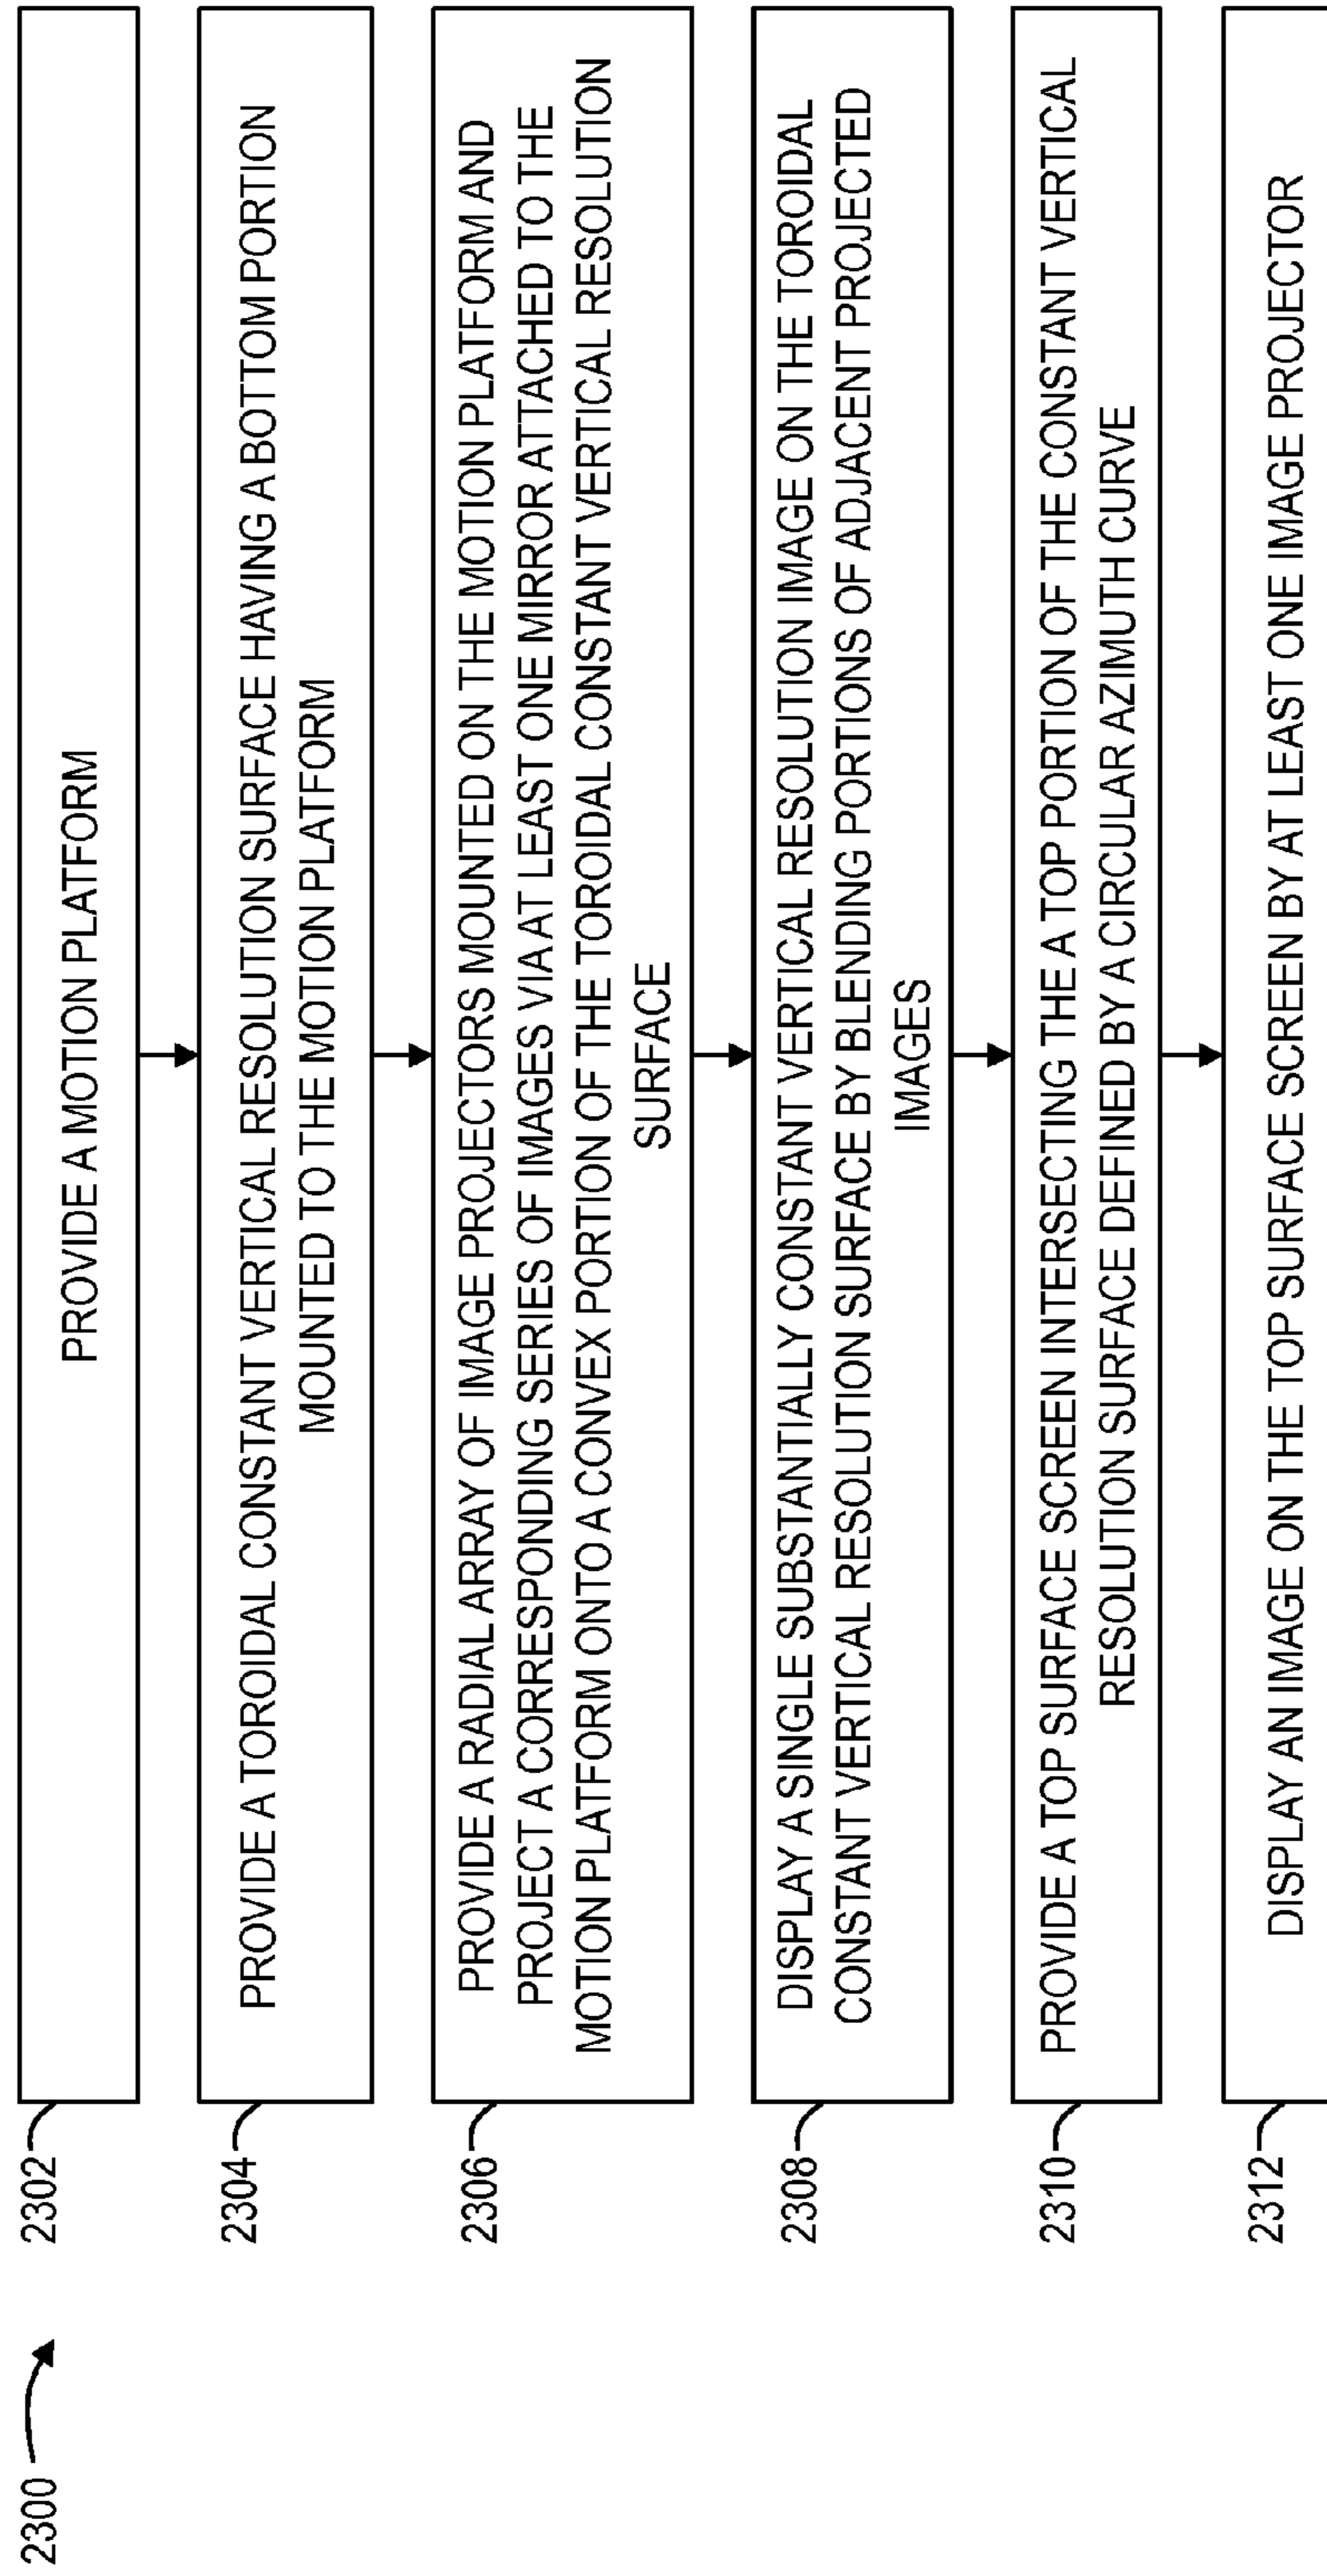 2300
2302
PROVIDE A MOTION PLATFORM
2304
PROVIDE A TOROIDAL CONSTANT VERTICAL RESOLUTION SURFACE HAVING A BOTTOM PORTION
MOUNTED TO THE MOTION PLATFORM
2306
PROVIDE A RADIAL ARRAY OF IMAGE PROJECTORS MOUNTED ON THE MOTION PLATFORM AND
PROJECT A CORRESPONDING SERIES OF IMAGES VIA AT LEAST ONE MIRROR ATTACHED TO THE
MOTION PLATFORM ONTO A CONVEX PORTION OF THE TOROIDAL CONSTANT VERTICAL RESOLUTION
SURFACE
2308
DISPLAY A SINGLE SUBSTANTIALLY CONSTANT VERTICAL RESOLUTION IMAGE ON THE TOROIDAL
CONSTANT VERTICAL RESOLUTION SURFACE BY BLENDING PORTIONS OF ADJACENT PROJECTED
IMAGES
2310
PROVIDE A TOP SURFACE SCREEN INTERSECTING THE A TOP PORTION OF THE CONSTANT VERTICAL
RESOLUTION SURFACE DEFINED BY A CIRCULAR AZIMUTH CURVE
2312
DISPLAY AN IMAGE ON THE TOP SURFACE SCREEN BY AT LEAST ONE IMAGE PROJECTOR